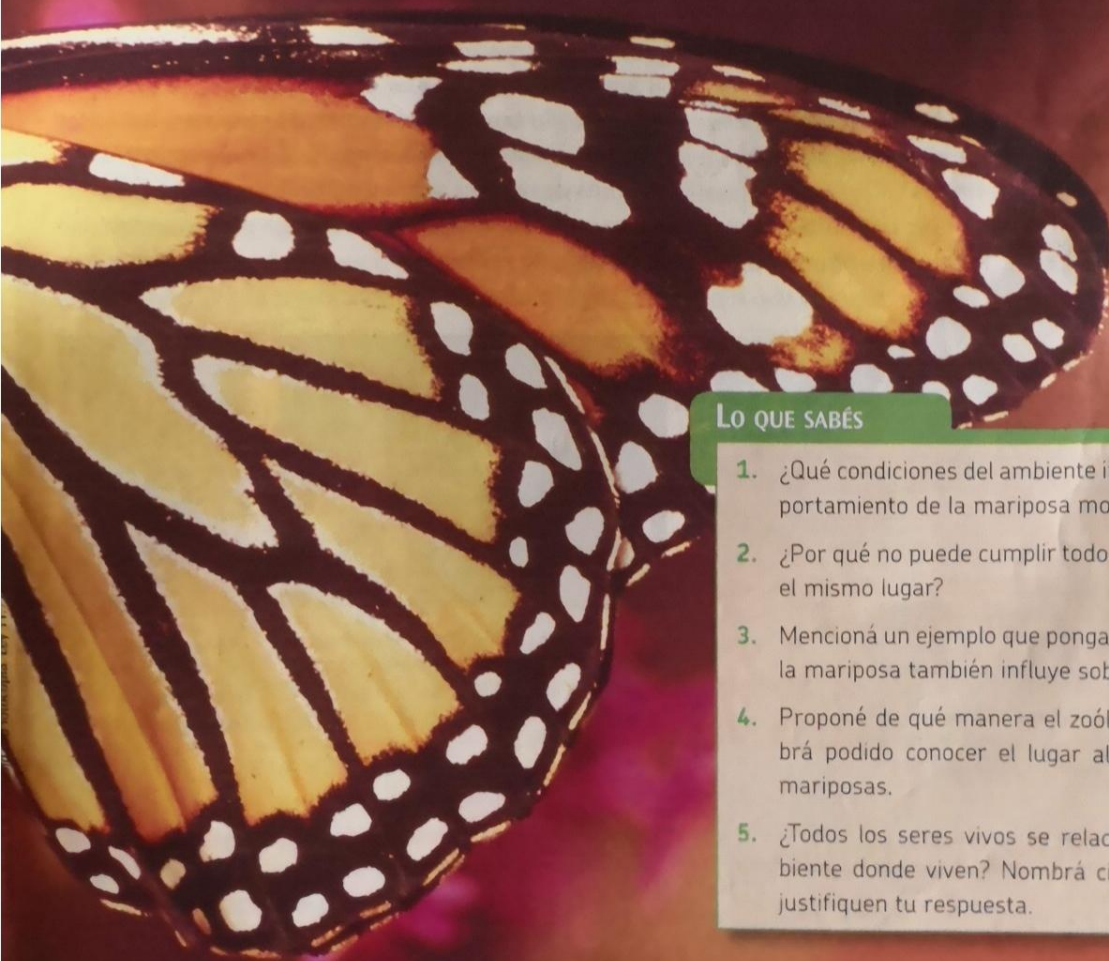 LO QUE SABÉS
1. ¿Qué condiciones del ambiente i
portamiento de la mariposa mo
2. ¿Por qué no puede cumplir todo
el mismo lugar?
3. Mencioná un ejemplo que ponga
la mariposa también influye sob
4. Proponé de qué manera el zoól
brá podido conocer el lugar al
mariposas.
5. ¿Todos los seres vivos se relac
biente donde viven? Nombrá ci
justifiquen tu respuesta.